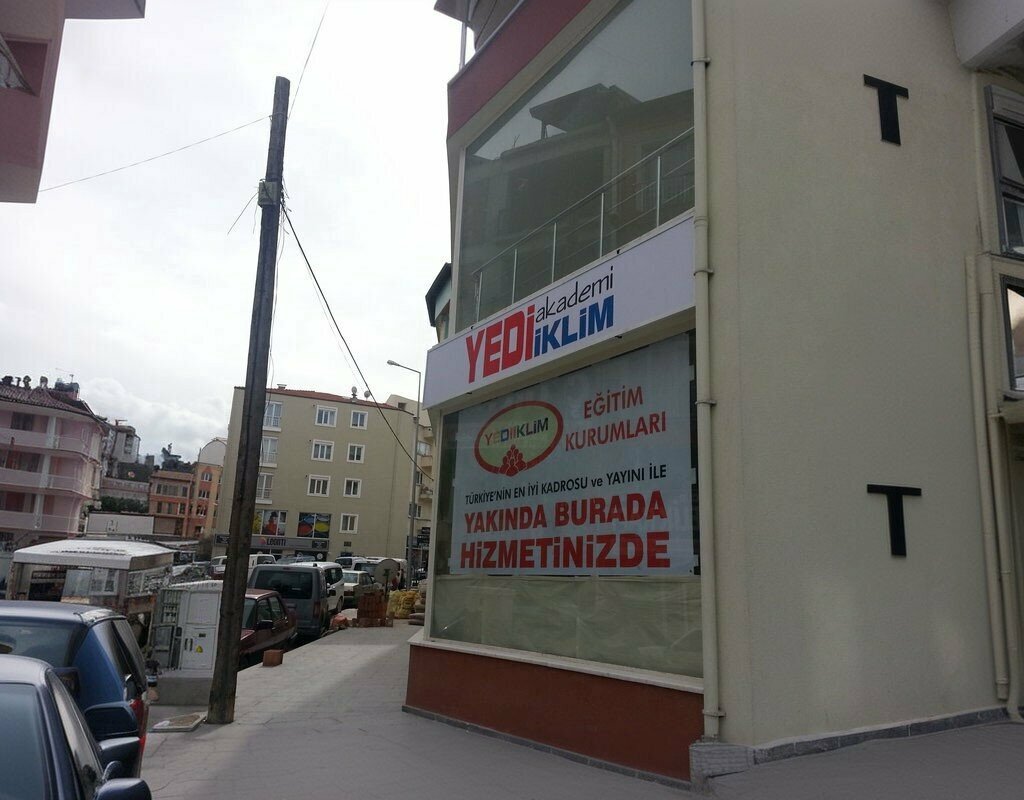 akademi
YEDİ İKLİM
YEDİİKLİM
EĞİTİM
KURUMLARI
TÜRKİYE'NİN EN İYİ KADROSU ve YAYINI İLE
YAKINDA BURADA
HİZMETİNİZDE
T
T